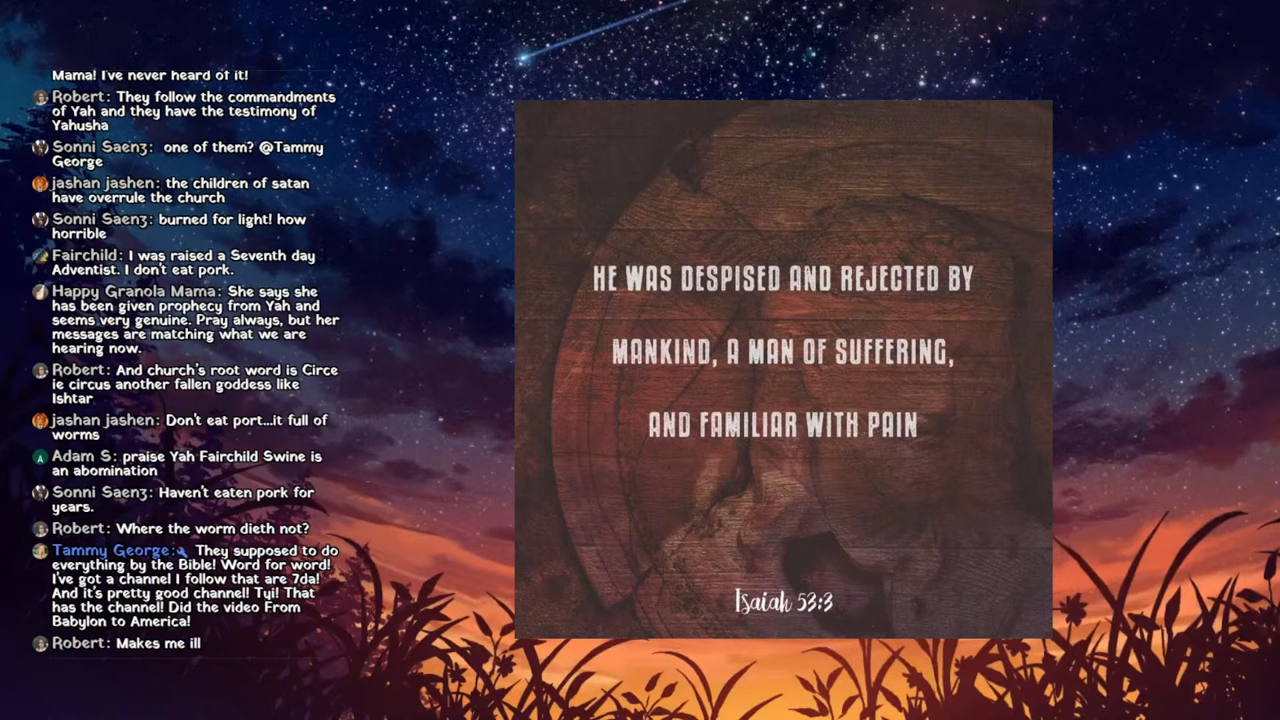 Mama! I've never heard of it!
Robert: They follow the commandments
of Yah and they have the testimony of
Yahusha
Sonni Saenz: one of them? @Tammy
George
jashan jashen: the children of satan
have overrule the church
Sonni Saenz: burned for light! how
horrible
Fairchild: I was raised a Seventh day
Adventist. I don't eat pork.
Happy Granola Mama: She says she
has been given prophecy from Yah and
seems very genuine. Pray always, but her
messages are matching what we are
hearing now.
Robert: And church's root word is Circe
ie circus another fallen goddess like
Ishtar
jashan jashen: Don't eat port...it full of
worms
A Adam S: praise Yah Fairchild Swine is
an abomination
Sonni Saenz: Haven't eaten pork for
years.
Robert: Where the worm dieth not?
Tammy George: They supposed to do
everything by the Bible! Word for word!
I've got a channel I follow that are 7da!
And it's pretty good channel! Tyi! That
has the channel! Did the video From
Babylon to America!
Robert: Makes me ill
HE WAS DESPISED AND REJECTED BY
MANKIND, A MAN OF SUFFERING,
AND FAMILIAR WITH PAIN
Isaiah 53:3